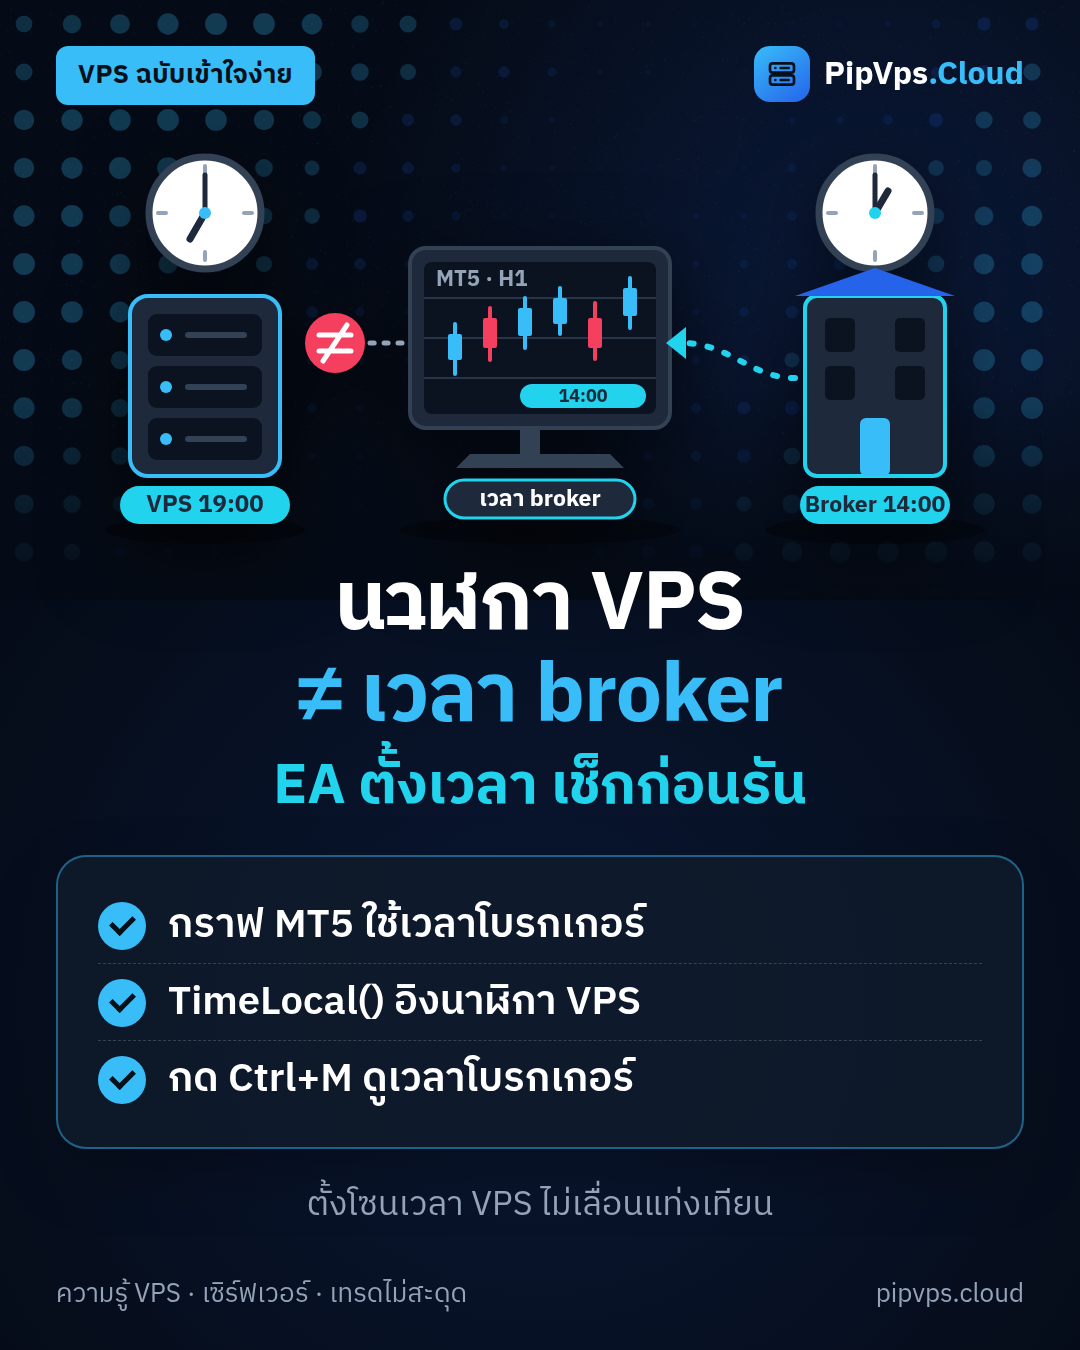 VPS ฉบับเข้าใจง่าย
PipVps.Cloud
MT5 · H1
14:00
VPS 19:00
เวลา broker
Broker 14:00
นาฬิกา VPS
≠ เวลา broker
EA ตั้งเวลา เช็กก่อนรัน
กราฟ MT5 ใช้เวลาโบรกเกอร์
TimeLocal() อิงนาฬิกา VPS
กด Ctrl+M ดูเวลาโบรกเกอร์
ตั้งโซนเวลา VPS ไม่เลื่อนแท่งเทียน
ความรู้ VPS · เซิร์ฟเวอร์ · เทรดไม่สะดุด
pipvps.cloud